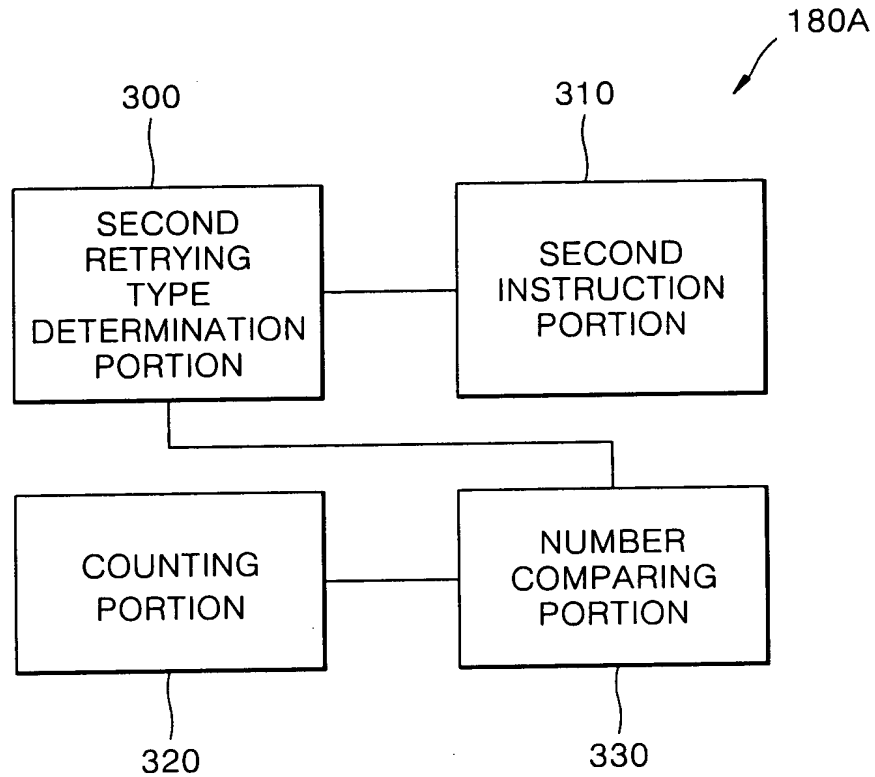 180A
300
310
SECOND
RETRYING
TYPE
DETERMINATION
PORTION
SECOND
INSTRUCTION
PORTION
COUNTING
PORTION
NUMBER
COMPARING
PORTION
320
330